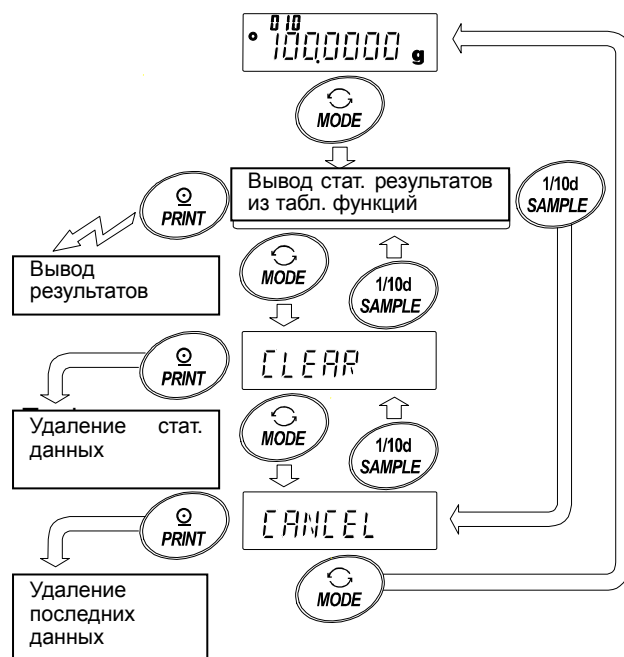 010
100.0000 g
MODE
Вывод стат. результатов
из табл. функций
1/10d
SAMPLE
PRINT
Вывод
результатов
MODE
1/10d
SAMPLE
PRINT
CLEAR
Удаление стат.
данных
MODE
1/10d
SAMPLE
PRINT
CANCEL
Удаление
последних
данных
MODE